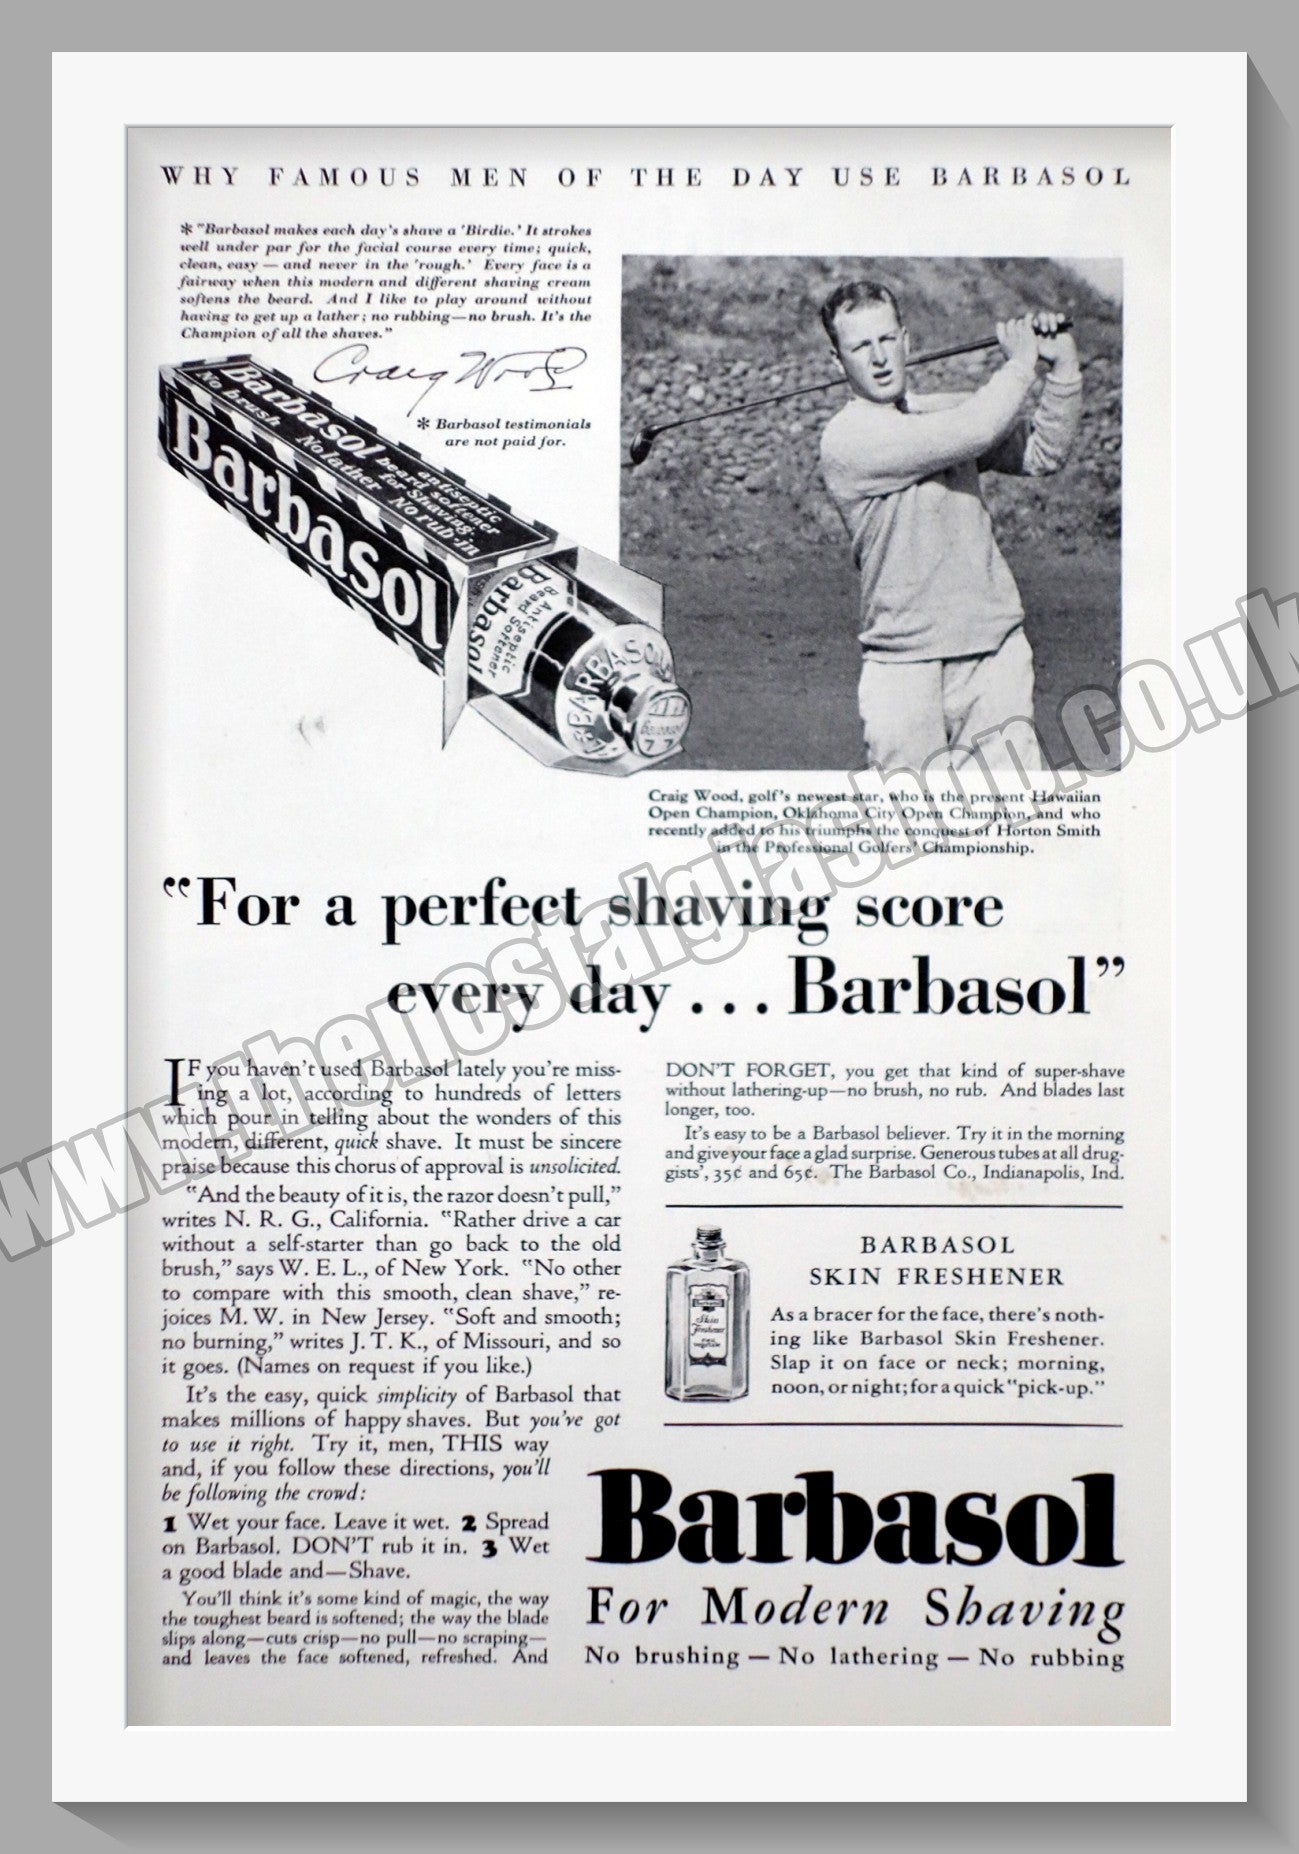 WHY FAMOUS MEN OF THE DAY USE BARBASOL
* "Barbasol makes each day's shave a 'Birdie.' It strokes
well under par for the facial course every time; quick,
clean, easy — and never in the 'rough.' Every face is a
fairway when this modern and different shaving cream
softens the beard. And I like to play around without
having to get up a lather; no rubbing—no brush. It's the
Champion of all the shaves."
Craig Wood
* Barbasol testimonials
are not paid for.
Barbasol antiseptic
beard softener
for Shaving.
No brush No lather No rub-in
Barbasol
Barbasol
Antiseptic
Beard Softener
BARBASOL
Craig Wood, golf's newest star, who is the present Hawaiian
Open Champion, Oklahoma City Open Champion, and who
recently added to his triumphs the conquest of Horton Smith
in the Professional Golfers' Championship.
"For a perfect shaving score
every day . . . Barbasol"
IF you haven't used Barbasol lately you're miss-
ing a lot, according to hundreds of letters
which pour in telling about the wonders of this
modern, different, quick shave. It must be sincere
praise because this chorus of approval is unsolicited.
"And the beauty of it is, the razor doesn't pull,"
writes N. R. G., California. "Rather drive a car
without a self-starter than go back to the old
brush," says W. E. L., of New York. "No other
to compare with this smooth, clean shave," re-
joices M. W. in New Jersey. "Soft and smooth;
no burning," writes J. T. K., of Missouri, and so
it goes. (Names on request if you like.)
It's the easy, quick simplicity of Barbasol that
makes millions of happy shaves. But you've got
to use it right. Try it, men, THIS way
and, if you follow these directions, you'll
be following the crowd:
1 Wet your face. Leave it wet. 2 Spread
on Barbasol. DON'T rub it in. 3 Wet
a good blade and—Shave.
You'll think it's some kind of magic, the way
the toughest beard is softened; the way the blade
slips along—cuts crisp—no pull—no scraping—
and leaves the face softened, refreshed. And
DON'T FORGET, you get that kind of super-shave
without lathering-up—no brush, no rub. And blades last
longer, too.
It's easy to be a Barbasol believer. Try it in the morning
and give your face a glad surprise. Generous tubes at all drug-
gists', 35¢ and 65¢. The Barbasol Co., Indianapolis, Ind.
Skin
Freshener
BARBASOL
SKIN FRESHENER
As a bracer for the face, there's noth-
ing like Barbasol Skin Freshener.
Slap it on face or neck; morning,
noon, or night; for a quick "pick-up."
Barbasol
For Modern Shaving
No brushing — No lathering — No rubbing
www.thenostalgiashop.co.uk